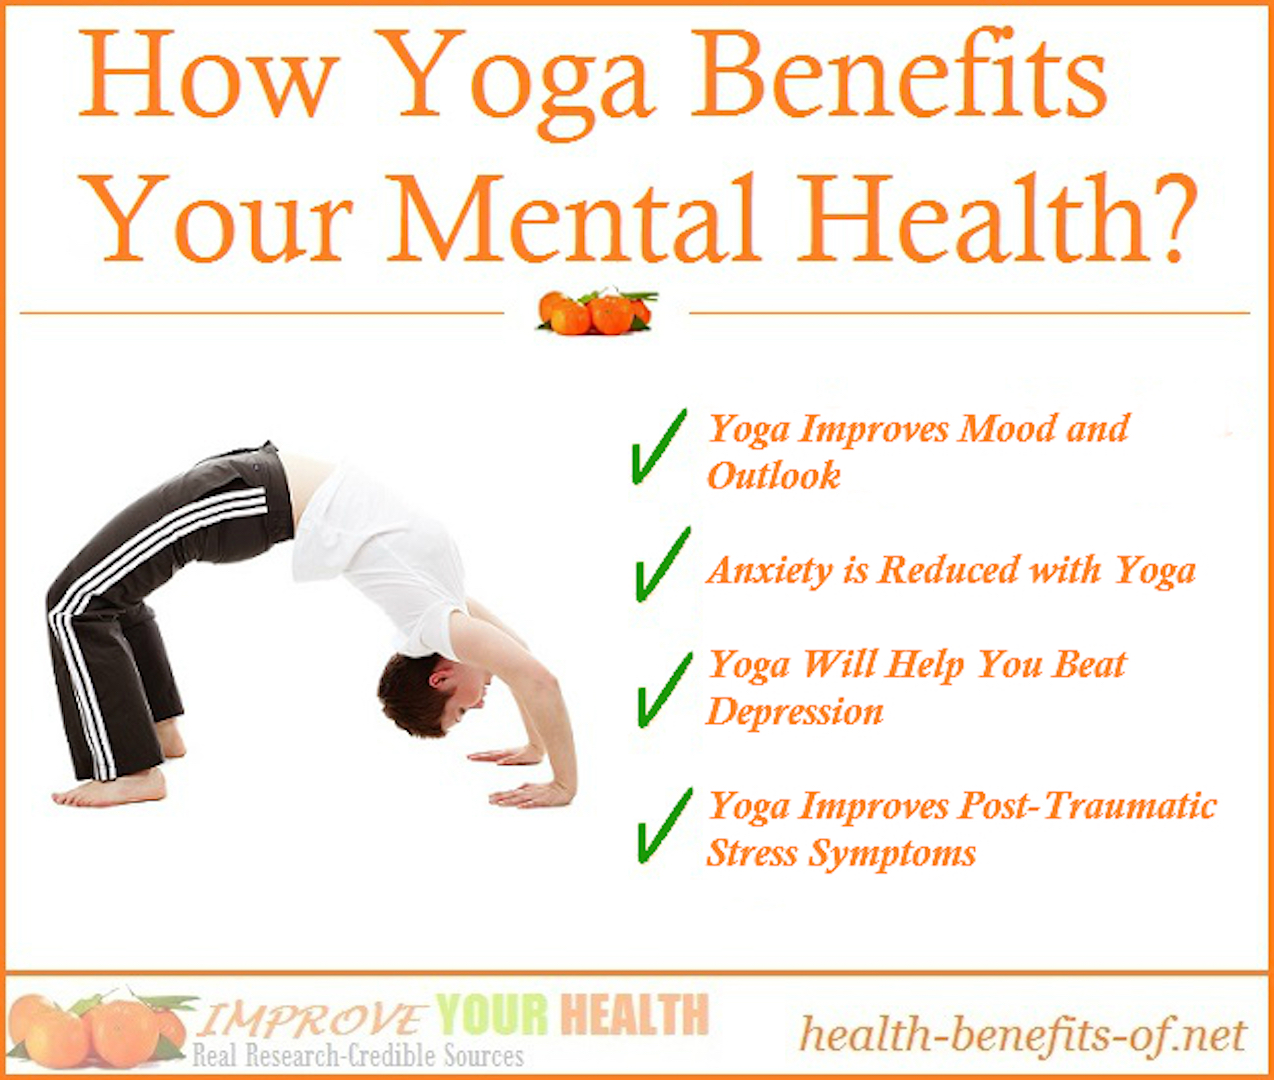 How Yoga Benefits
Your Mental Health?
Yoga Improves Mood and
Outlook
Anxiety is Reduced with Yoga
Yoga Will Help You Beat
Depression
Yoga Improves Post-Traumatic
Stress Symptoms
IMPROVE YOUR HEALTH
Real Research-Credible Sources
health-benefits-of.net